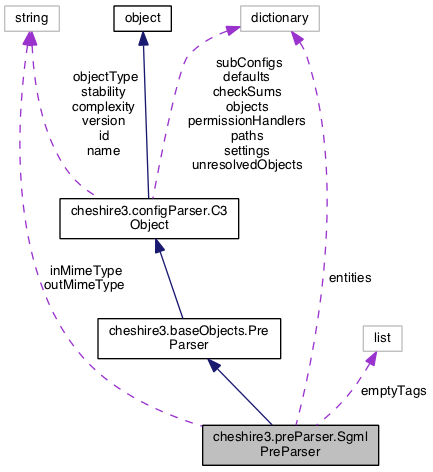 string
object
dictionary
objectType
stability
complexity
version
id
name
subConfigs
defaults
checkSums
objects
permissionHandlers
paths
settings
unresolvedObjects
cheshire3.configParser.C3
Object
inMimeType
outMimeType
entities
cheshire3.baseObjects.Pre
Parser
list
emptyTags
cheshire3.preParser.Sgml
PreParser